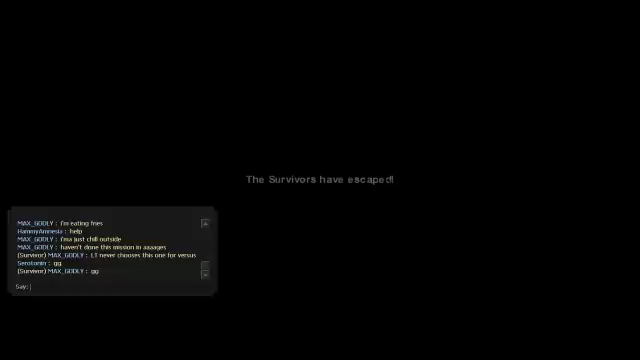 The Survivors have escaped!
MAX_GODLY : i'm eating fries
HammyAmnesia : help
MAX_GODLY : i'ma just chill outside
MAX_GODLY : haven't done this mission in aaaages
(Survivor) MAX_GODLY : LT never chooses this one for versus
Serotonin : gg
(Survivor) MAX_GODLY : gg
Say: